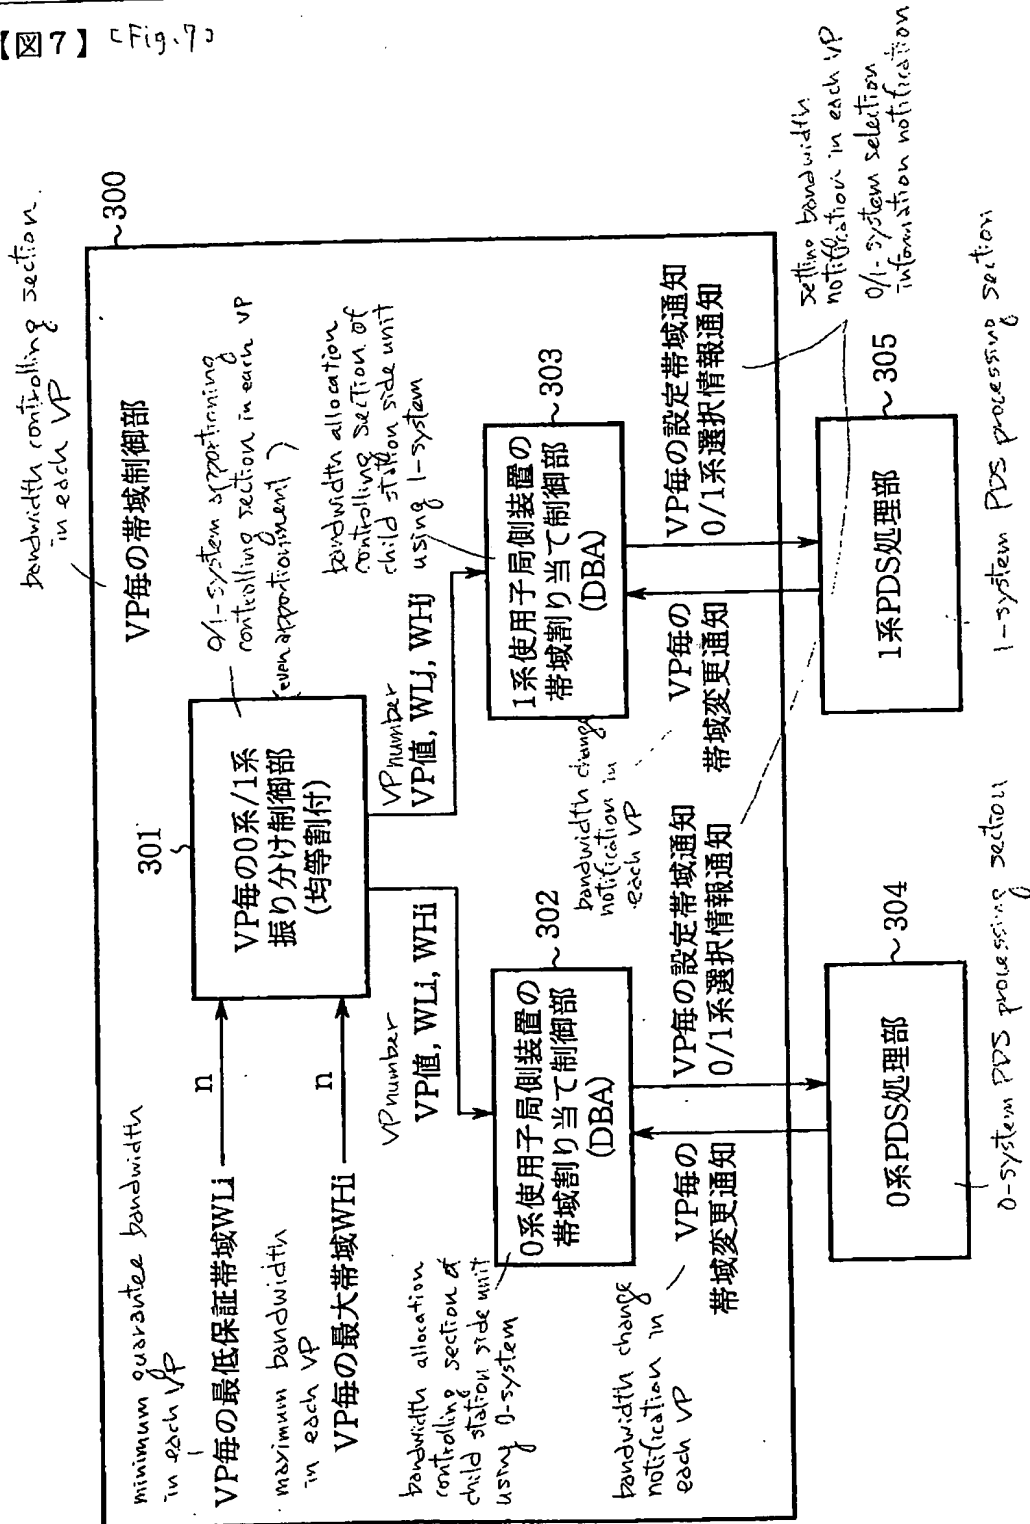 【図7】 [Fig.7]
bandwidth controlling section
in each VP
300
VP毎の帯域制御部
minimum guarantee bandwidth
in each VP
VP毎の最低保証帯域WLi
n
maximum bandwidth
in each VP
VP毎の最大帯域WHi
n
301
VP毎の0系/1系
振り分け制御部
(均等割付)
0/1-system apportioning
controlling section in each VP
(even apportionment)
VP number
VP値, WLi, WHi
VP number
VP値, WLj, WHj
bandwidth allocation
controlling section of
child station side unit
using 0-system
302
0系使用子局側装置の
帯域割り当て制御部
(DBA)
bandwidth allocation
controlling section of
child station side unit
using 1-system
303
1系使用子局側装置の
帯域割り当て制御部
(DBA)
bandwidth change
notification in
each VP
VP毎の
帯域変更通知
VP毎の設定帯域通知
0/1系選択情報通知
bandwidth change
notification in
each VP
VP毎の
帯域変更通知
VP毎の設定帯域通知
0/1系選択情報通知
setting bandwidth
notification in each VP
0/1-system selection
information notification
304
0系PDS処理部
0-system PDS processing section
305
1系PDS処理部
1-system PDS processing section